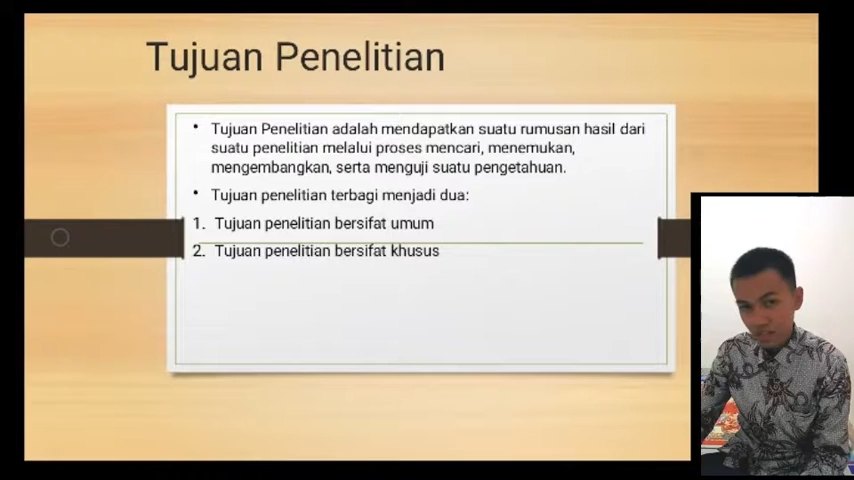 Tujuan Penelitian
• Tujuan Penelitian adalah mendapatkan suatu rumusan hasil dari
suatu penelitian melalui proses mencari, menemukan,
mengembangkan, serta menguji suatu pengetahuan.
• Tujuan penelitian terbagi menjadi dua:
1. Tujuan penelitian bersifat umum
2. Tujuan penelitian bersifat khusus